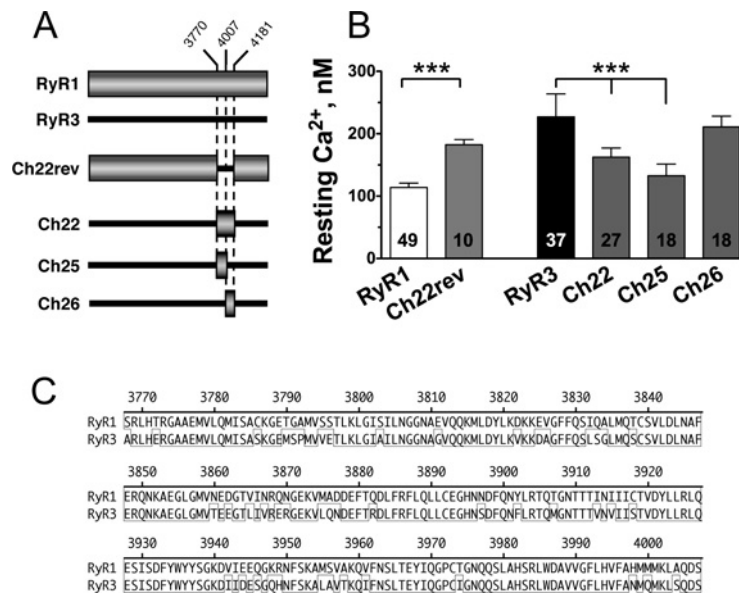 A
3770
4007
4181
RyR1
RyR3
Ch22rev
Ch22
Ch25
Ch26
B
Resting Ca²⁺, nM
300
200
100
0
***
***
49
10
37
27
18
18
RyR1
Ch22rev
RyR3
Ch22
Ch25
Ch26
C
3770 3780 3790 3800 3810 3820 3830 3840
RyR1 SRLHTRGAAEMVLQMISACKGETGAMVSSTLKLGISILNGGNAEVQQKMLDYLKDKKEVGFFQSIQALMQTCSVLDLNAF
RyR3 ARLHERGAAEMVLQMISASKGEMSPMVVETLKLGIAILNGGNAGVQQKMLDYLKVKKDAGFFQSLSGLMQSCSVLDLNAF
3850 3860 3870 3880 3890 3900 3910 3920
RyR1 ERQNKAEGLGMVNEDGTVINRQNGEKVMADDEFTQDLFRFLQLLCEGHNNDFQNYLRTQTGNTTTINIIICTVDYLLRLQ
RyR3 ERQNKAEGLGMVTEEGTLIVRERGEKVLQNDEFTRDLFRFLQLLCEGHNSDFQNFLRTQMGNTTTVNVIISTVDYLLRLQ
3930 3940 3950 3960 3970 3980 3990 4000
RyR1 ESISDFYWYYSGKDVIEEQGKRNFSKAMSVAKQVFNSLTEYIQGPCTGNQQSLAHSRLWDAVVGFLHVFAHMMMKLAQDS
RyR3 ESISDFYWYYSGKDIIDESGQHNFSKALAVTKQIFNSLTEYIQGPCIGNQQSLAHSRLWDAVVGFLHVFANMQMKLSQDS